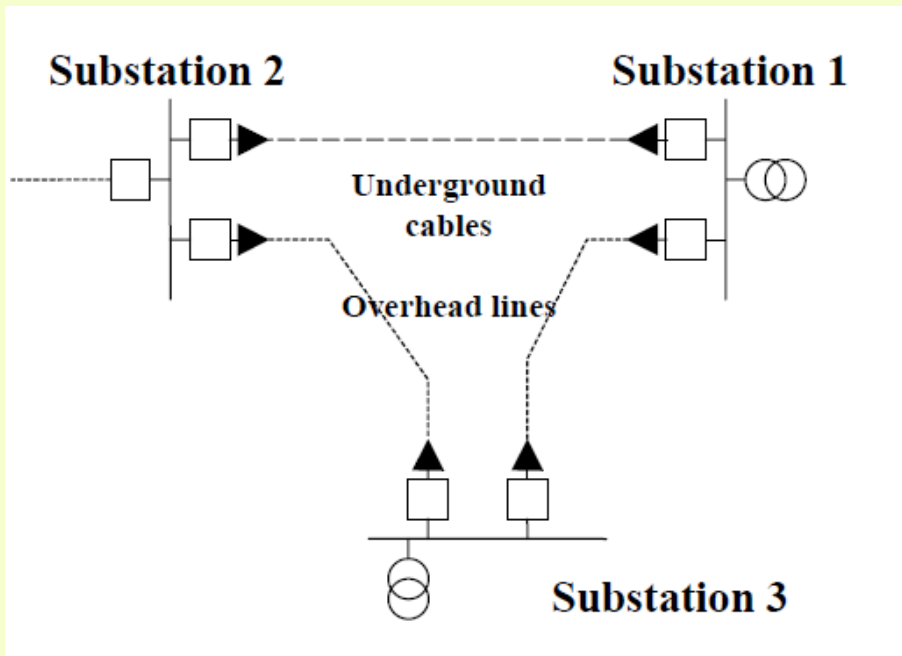 Substation 2
Substation 1
Underground
cables
Overhead lines
Substation 3